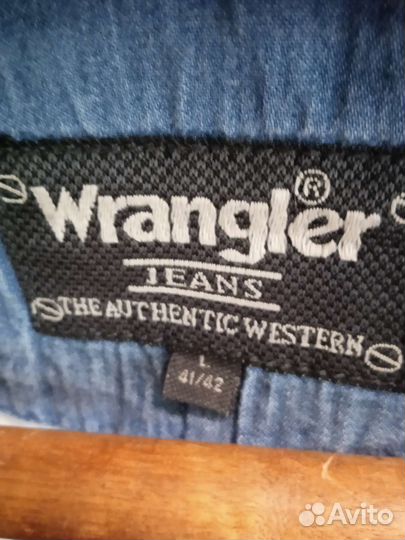 Wrangler®
JEANS
THE AUTHENTIC WESTERN
L
41/42
Avito